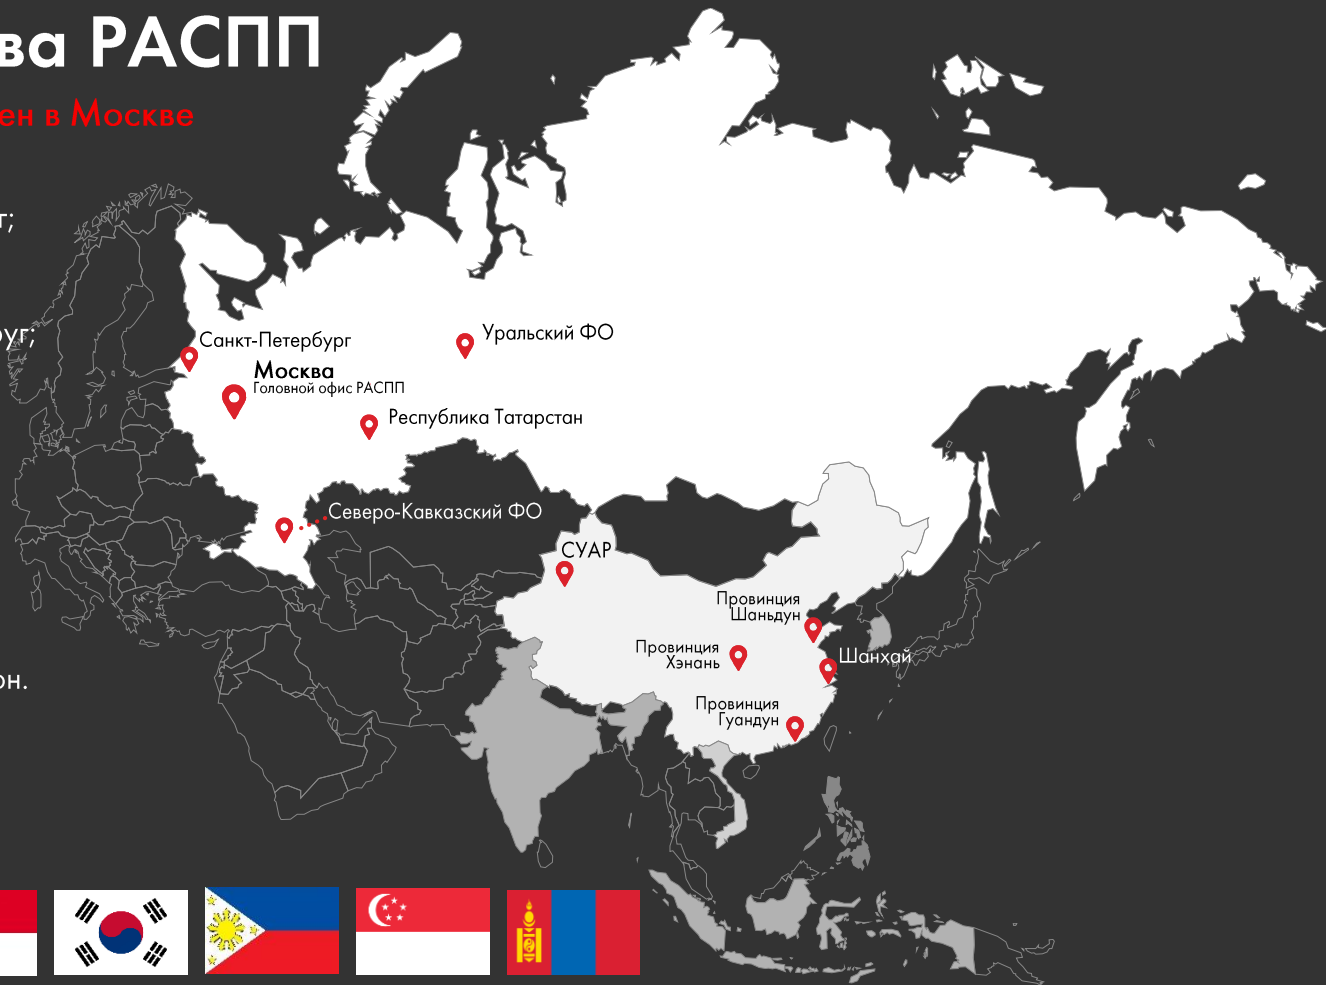 ва РАСПП
ен в Москве
г;
уг;
он.
Санкт-Петербург
Москва
Головной офис РАСПП
Уральский ФО
Республика Татарстан
Северо-Кавказский ФО
СУАР
Провинция
Шаньдун
Провинция
Хэнань
Шанхай
Провинция
Гуандун